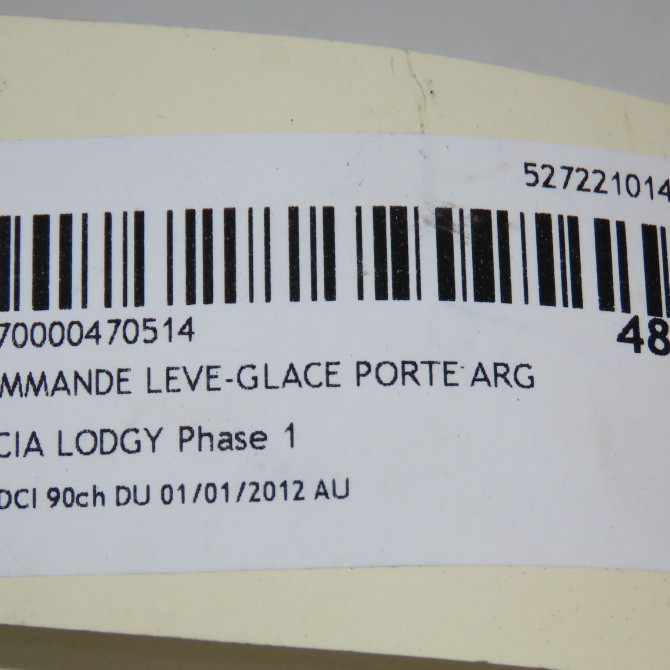 527221014
70000470514
48
MMANDE LEVE-GLACE PORTE ARG
CIA LODGY Phase 1
DCI 90ch DU 01/01/2012 AU